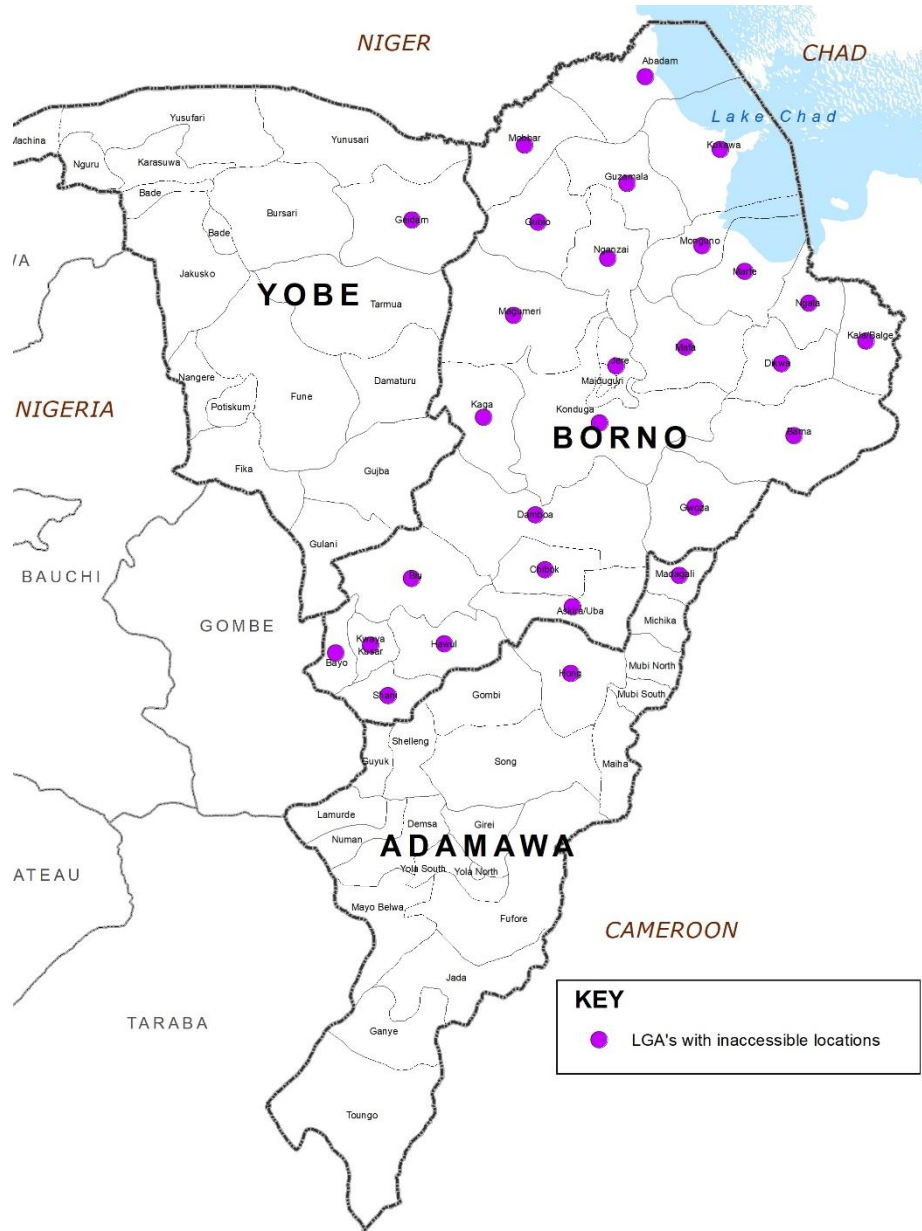 NIGER
CHAD
Abadam
Lake Chad
Yusufari
Machina
Yunusari
Mobbar
Kukawa
Nguru
Karasuwa
Guzamala
Bade
Bursari
Geidam
Gubio
Bade
Nganzai
Monguno
Marte
Jakusko
YOBE
Tarmua
Magumeri
Ngala
Kala/Balge
Mafa
Jere
Dikwa
Nangere
Damaturu
Maiduguri
NIGERIA
Potiskum
Fune
Kaga
Konduga
BORNO
Bama
Fika
Gujba
Gwoza
Damboa
Gulani
BAUCHI
Biu
Chibok
Madagali
Askira/Uba
Michika
GOMBE
Kwaya
Kusar
Hawul
Bayo
Mubi North
Hong
Shani
Gombi
Mubi South
Shelleng
Guyuk
Song
Maiha
Lamurde
Demsa
Girei
Numan
ADAMAWA
Yola South
Yola North
ATEAU
Mayo Belwa
Fufore
CAMEROON
Jada
KEY
TARABA
Ganye
LGA's with inaccessible locations
Toungo